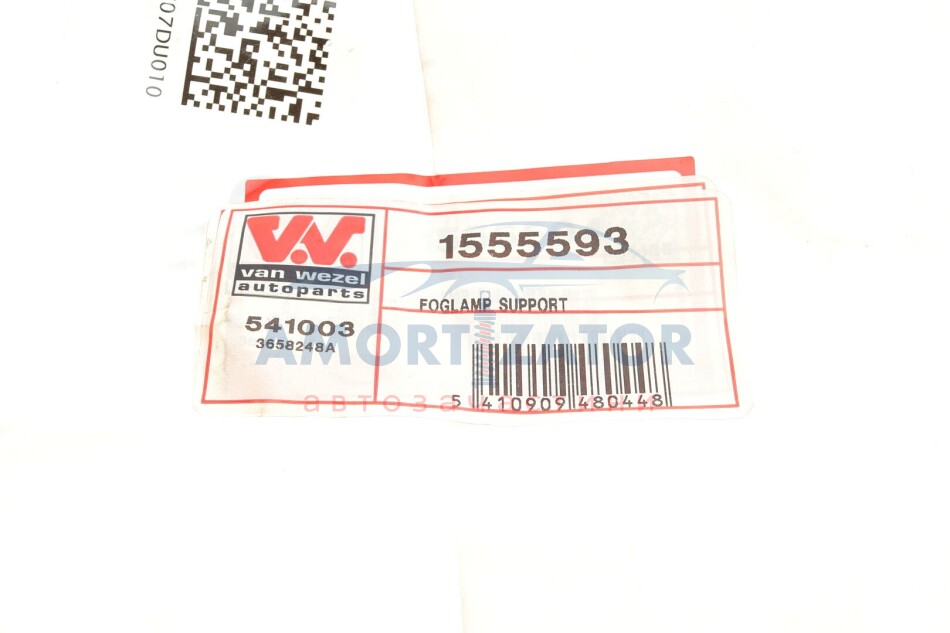 07DU010
V.W.
van wezel
autoparts
1555593
FOGLAMP SUPPORT
541003
3658248A
AMORTIZATOR
5 410909 480448